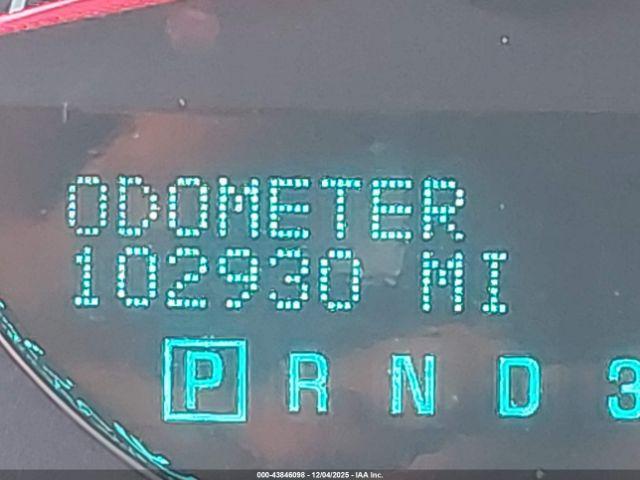 ODOMETER
102930 MI
P R N D 3
000-43846098 - 12/04/2025 - IAA Inc.